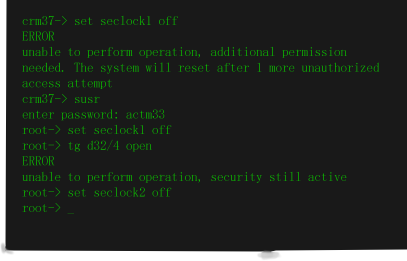 crm37-> set seclock1 off
ERROR
unable to perform operation, additional permission
needed. The system will reset after 1 more unauthorized
access attempt
crm37-> susr
enter password: actm33
root-> set seclock1 off
root-> tg d32/4 open
ERROR
unable to perform operation, security still active
root-> set seclock2 off
root-> _